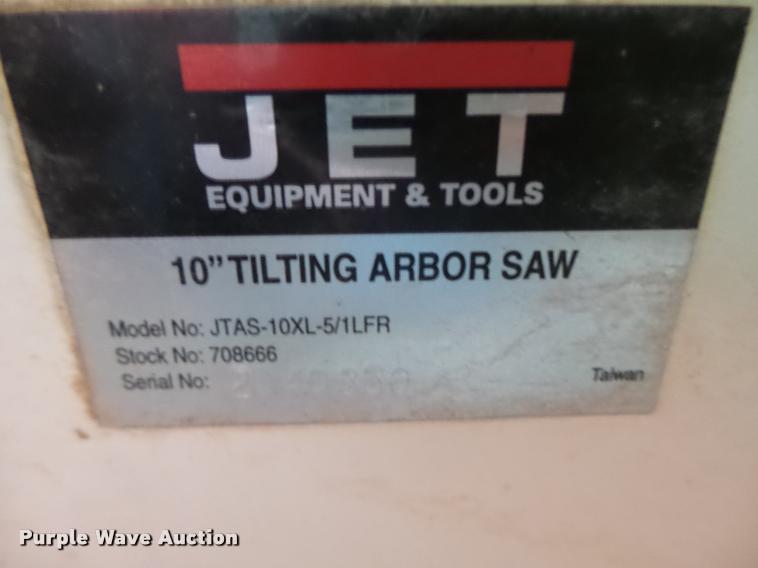 JET
EQUIPMENT & TOOLS
10" TILTING ARBOR SAW
Model No: JTAS-10XL-5/1LFR
Stock No: 708666
Serial No:
Taiwan
Purple Wave Auction